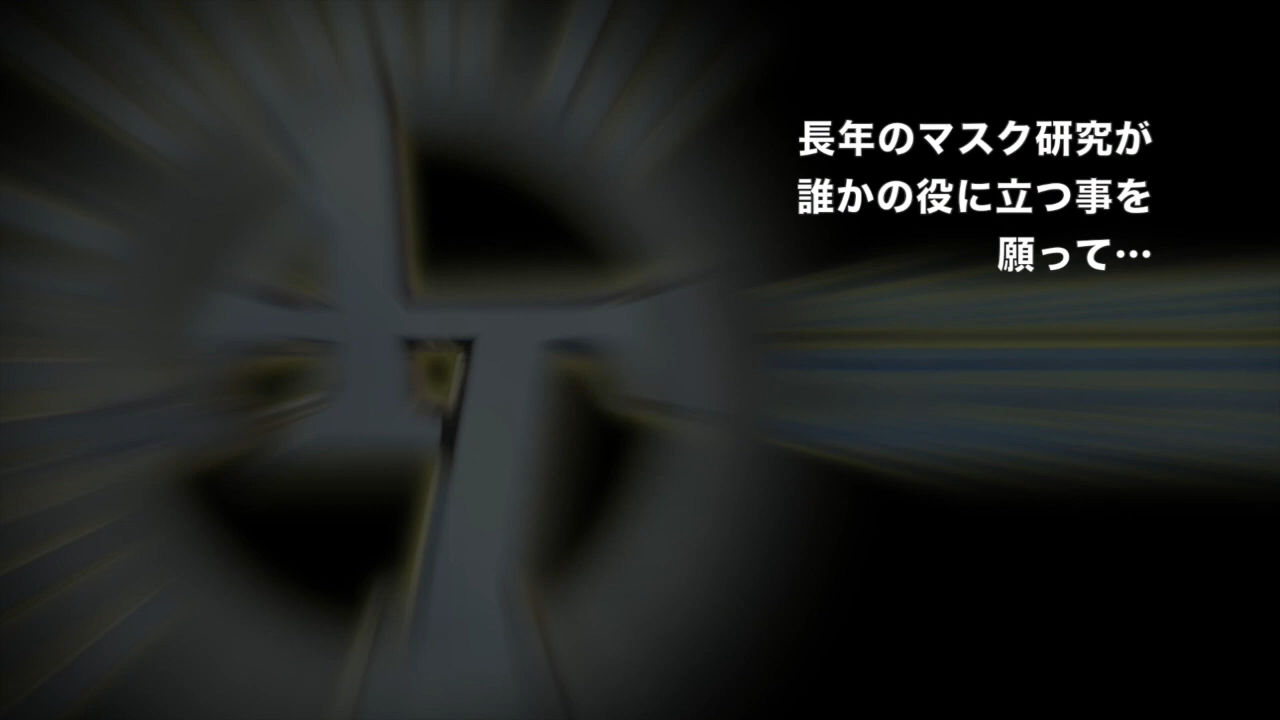 長年のマスク研究が
誰かの役に立つ事を
願って…